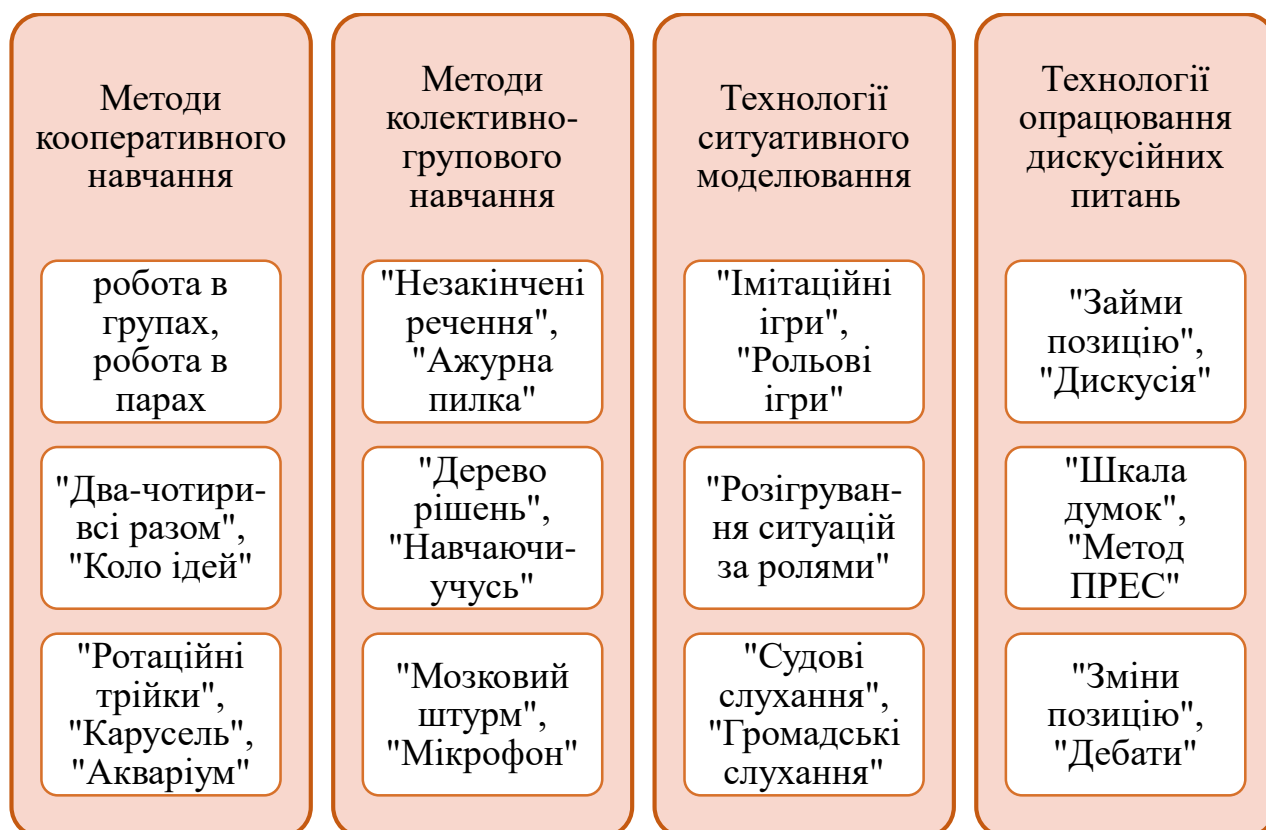 Методи
кооперативного
навчання
робота в
групах,
робота в
парах
"Два-чотири-
всі разом",
"Коло ідей"
"Ротаційні
трійки",
"Карусель",
"Акваріум"
Методи
колективно-
групового
навчання
"Незакінчені
речення",
"Ажурна
пилка"
"Дерево
рішень",
"Навчаючи-
учусь"
"Мозковий
штурм",
"Мікрофон"
Технології
ситуативного
моделювання
"Імітаційні
ігри",
"Рольові
ігри"
"Розігруван-
ня ситуацій
за ролями"
"Судові
слухання",
"Громадські
слухання"
Технології
опрацювання
дискусійних
питань
"Займи
позицію",
"Дискусія"
"Шкала
думок",
"Метод
ПРЕС"
"Зміни
позицію",
"Дебати"